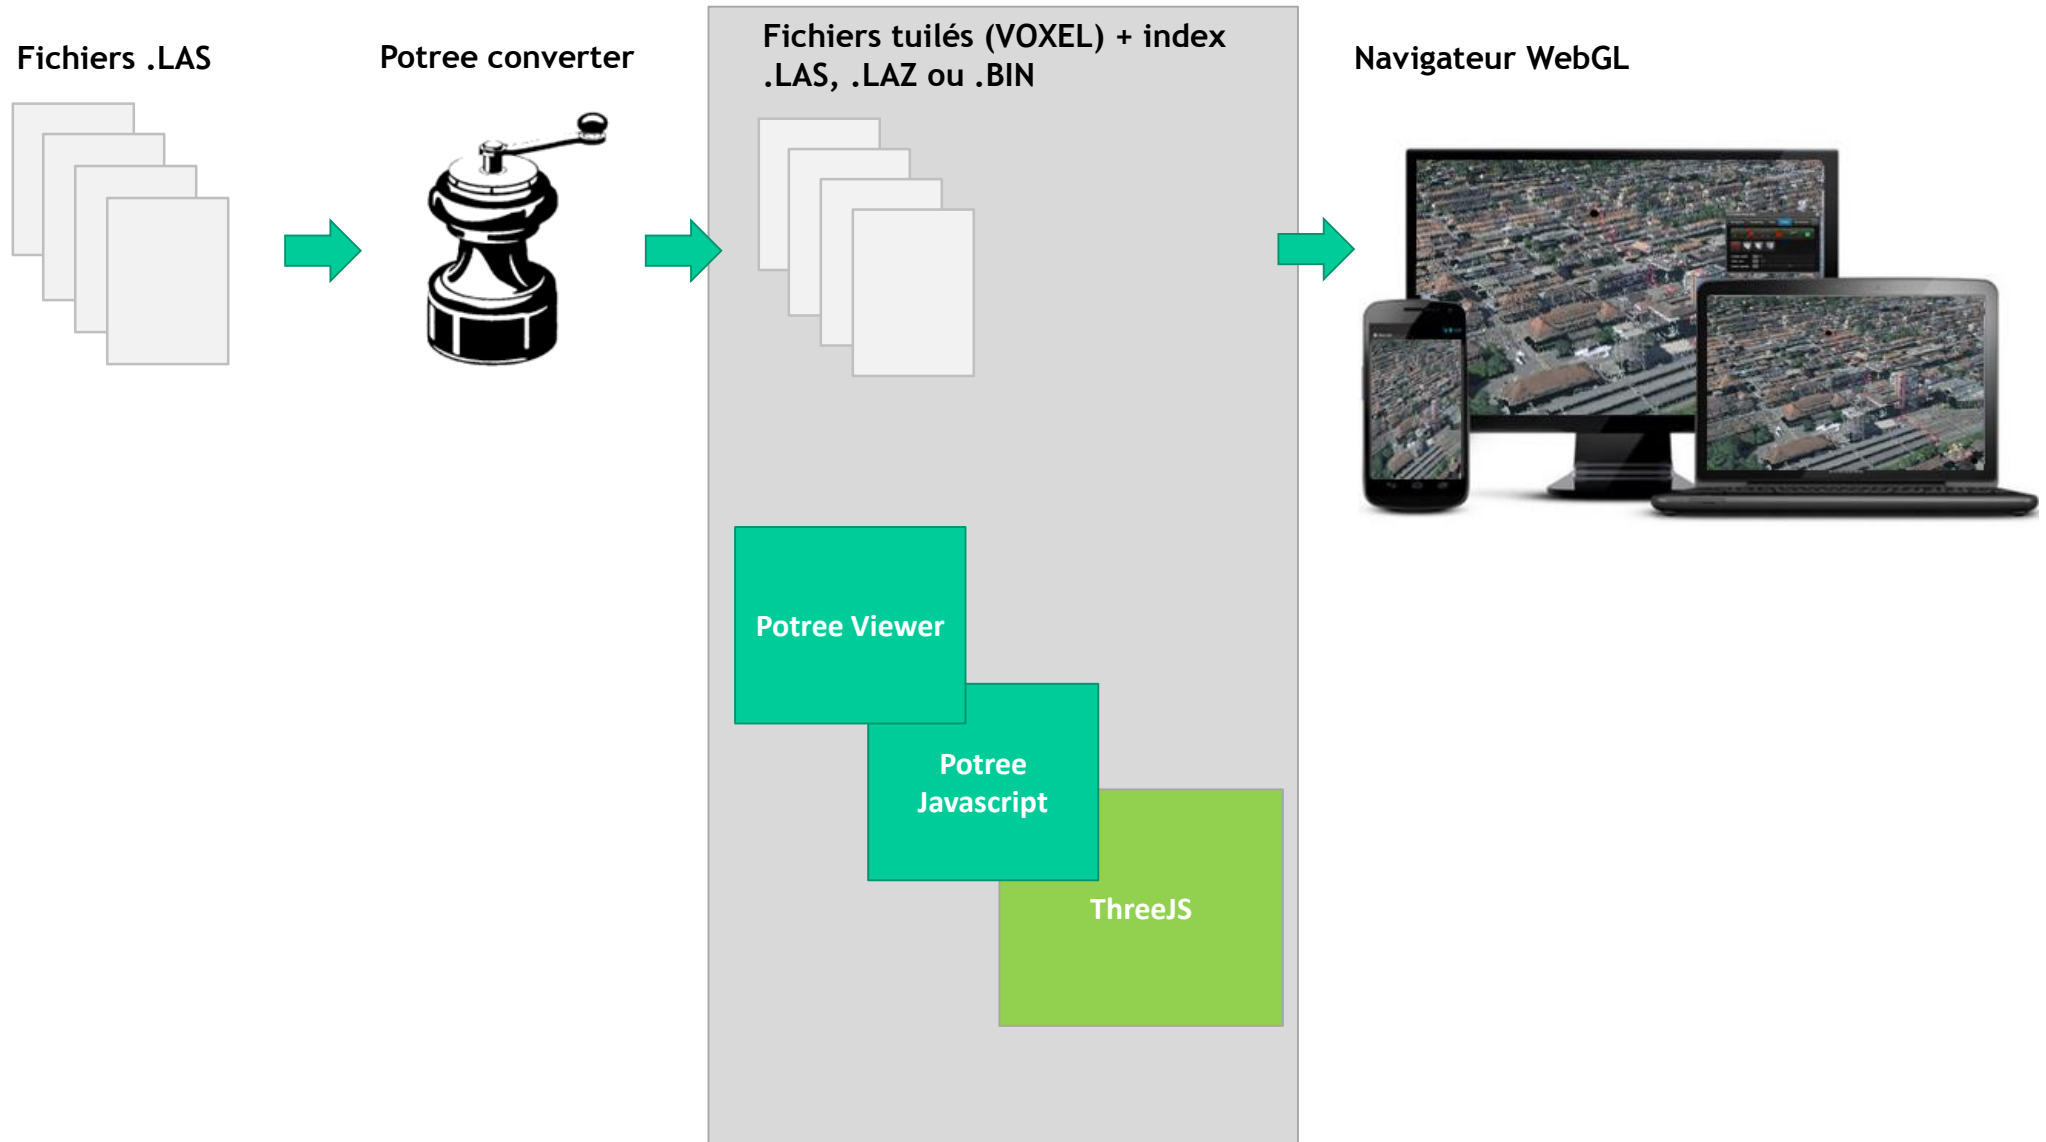 Fichiers .LAS
Potree converter
Fichiers tuilés (VOXEL) + index
.LAS, .LAZ ou .BIN
Navigateur WebGL
Potree Viewer
Potree
Javascript
ThreeJS